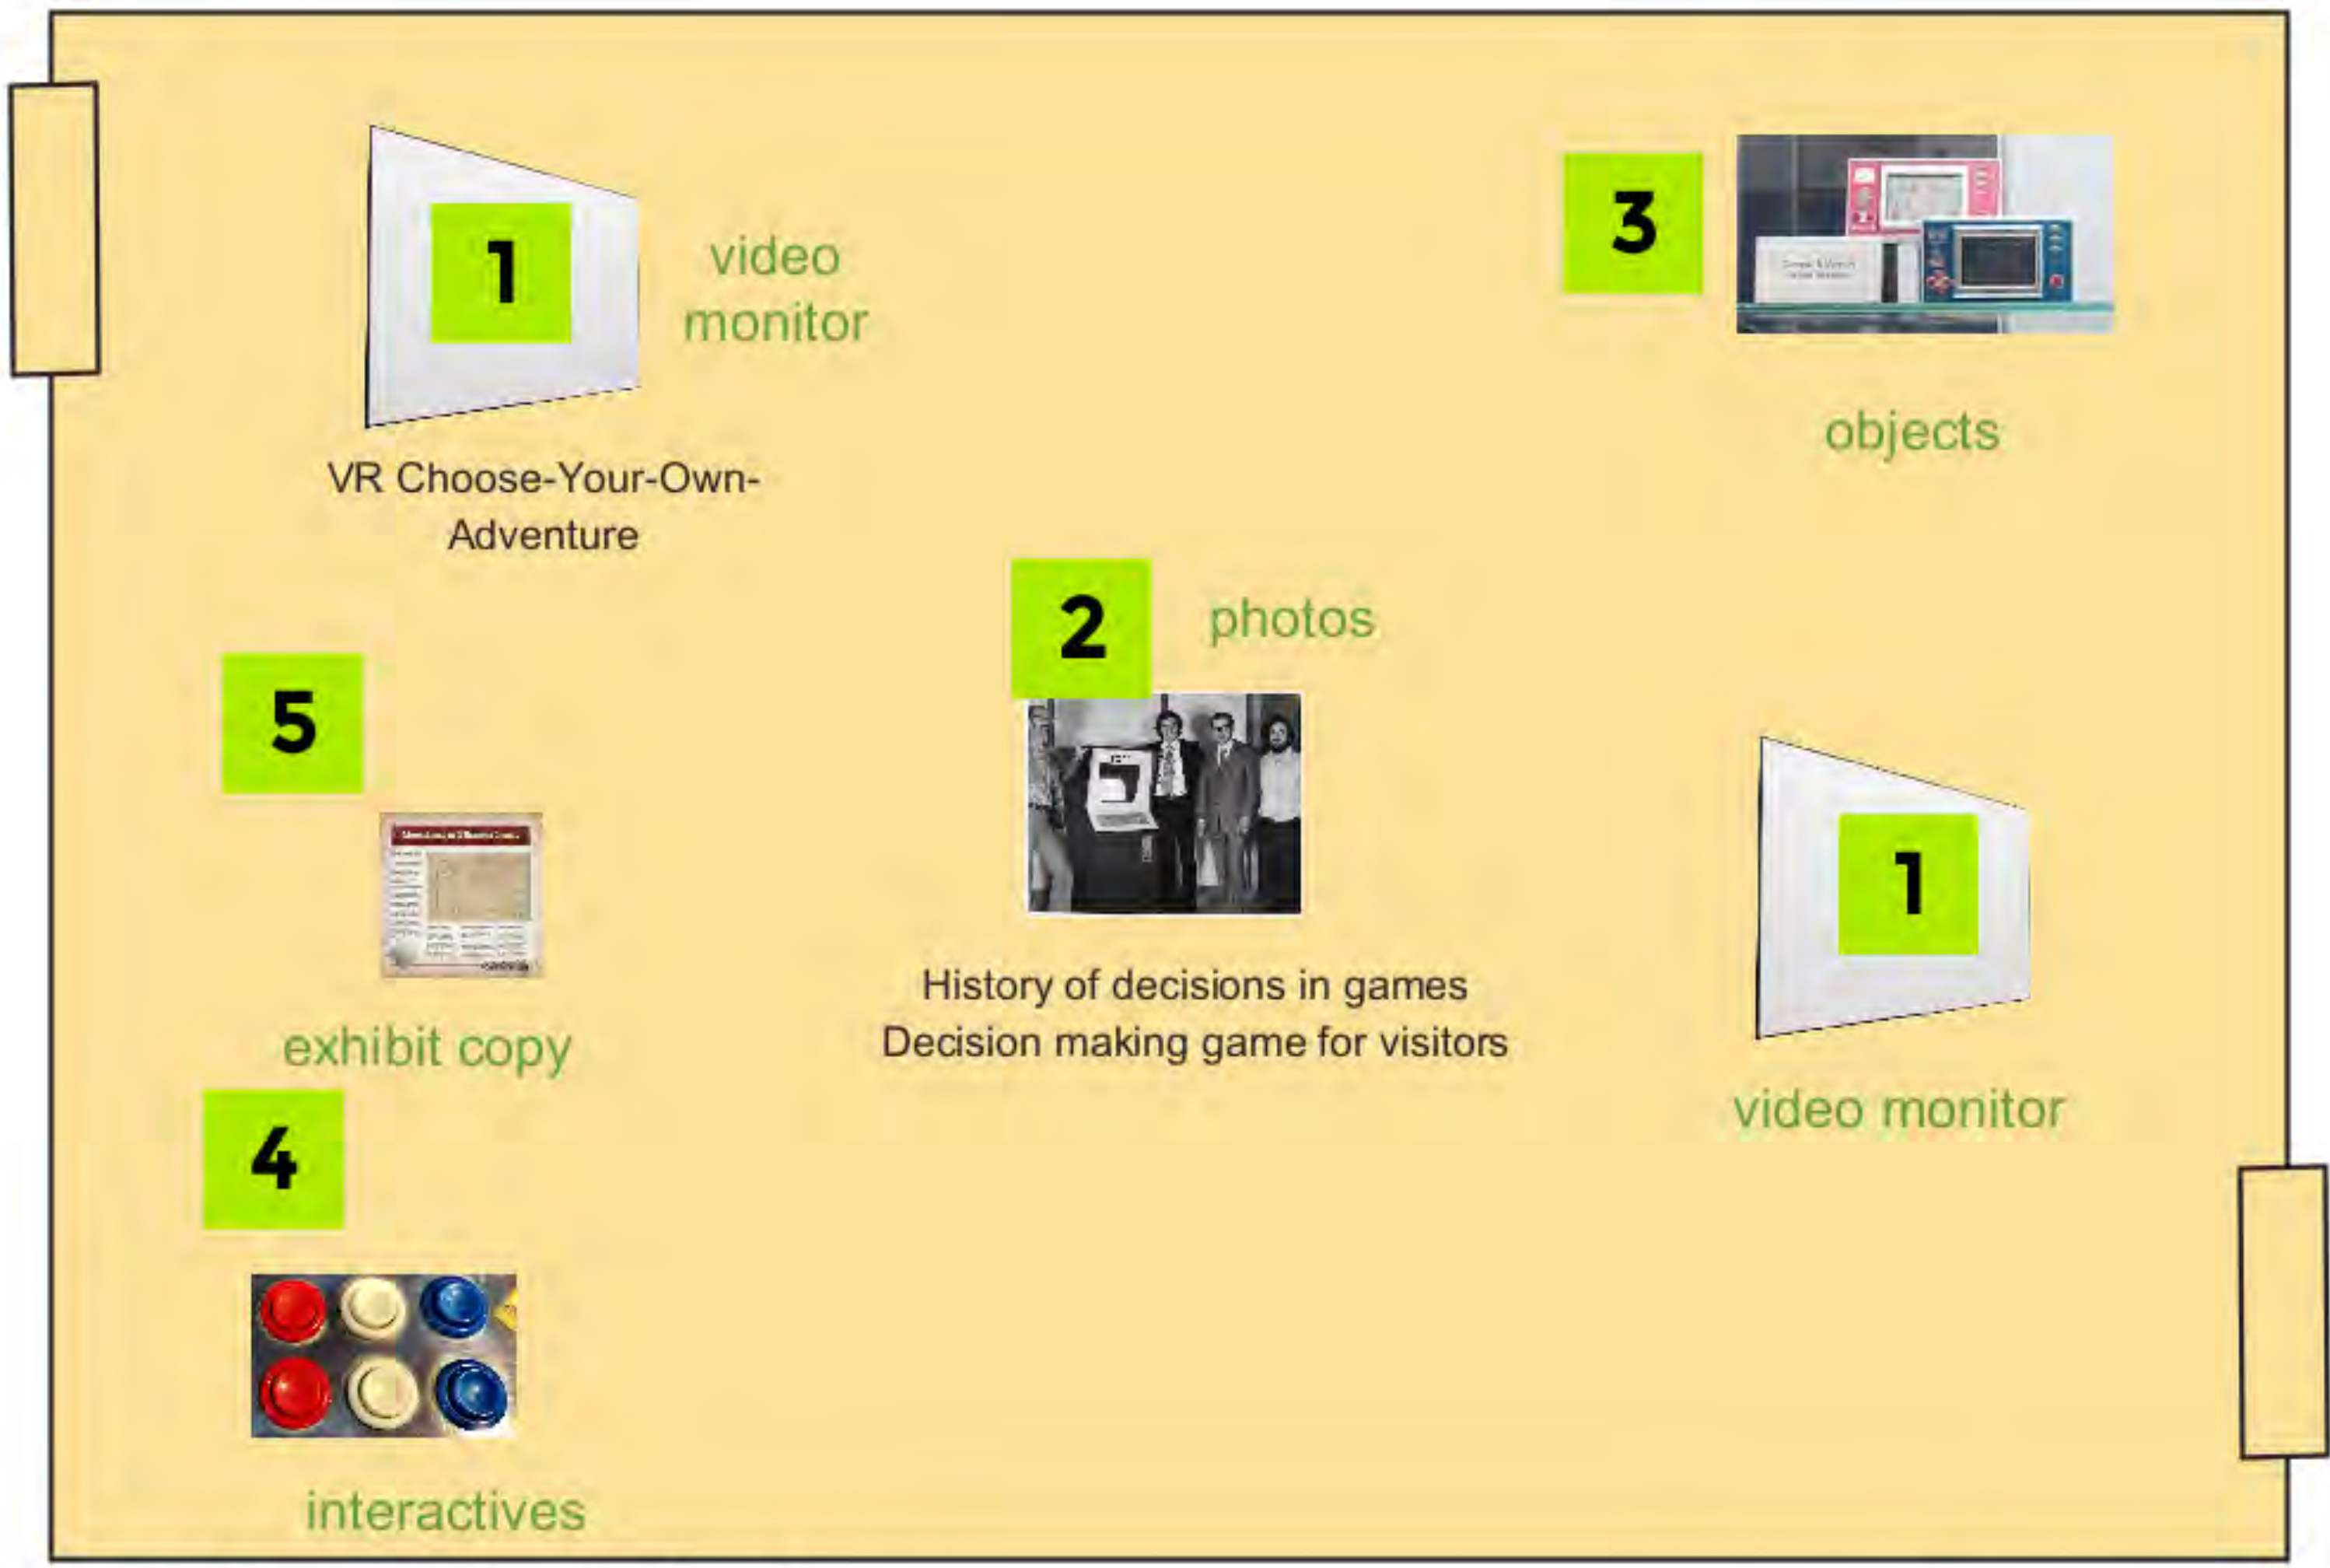 1
video
monitor
VR Choose-Your-Own-
Adventure
3
objects
2
photos
History of decisions in games
Decision making game for visitors
5
exhibit copy
1
video monitor
4
interactives